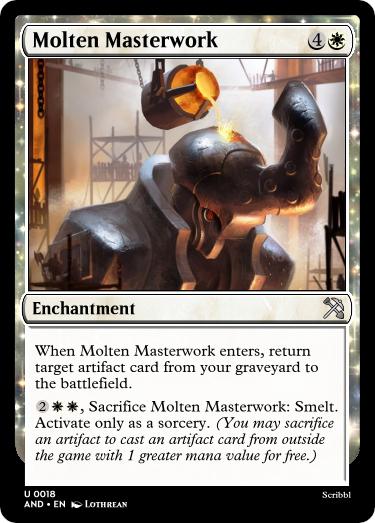 Molten Masterwork 4
Enchantment
When Molten Masterwork enters, return
target artifact card from your graveyard to
the battlefield.
2, Sacrifice Molten Masterwork: Smelt.
Activate only as a sorcery. (You may sacrifice
an artifact to cast an artifact card from outside
the game with 1 greater mana value for free.)
U 0018 Scribbl
AND • EN LOTHREAN